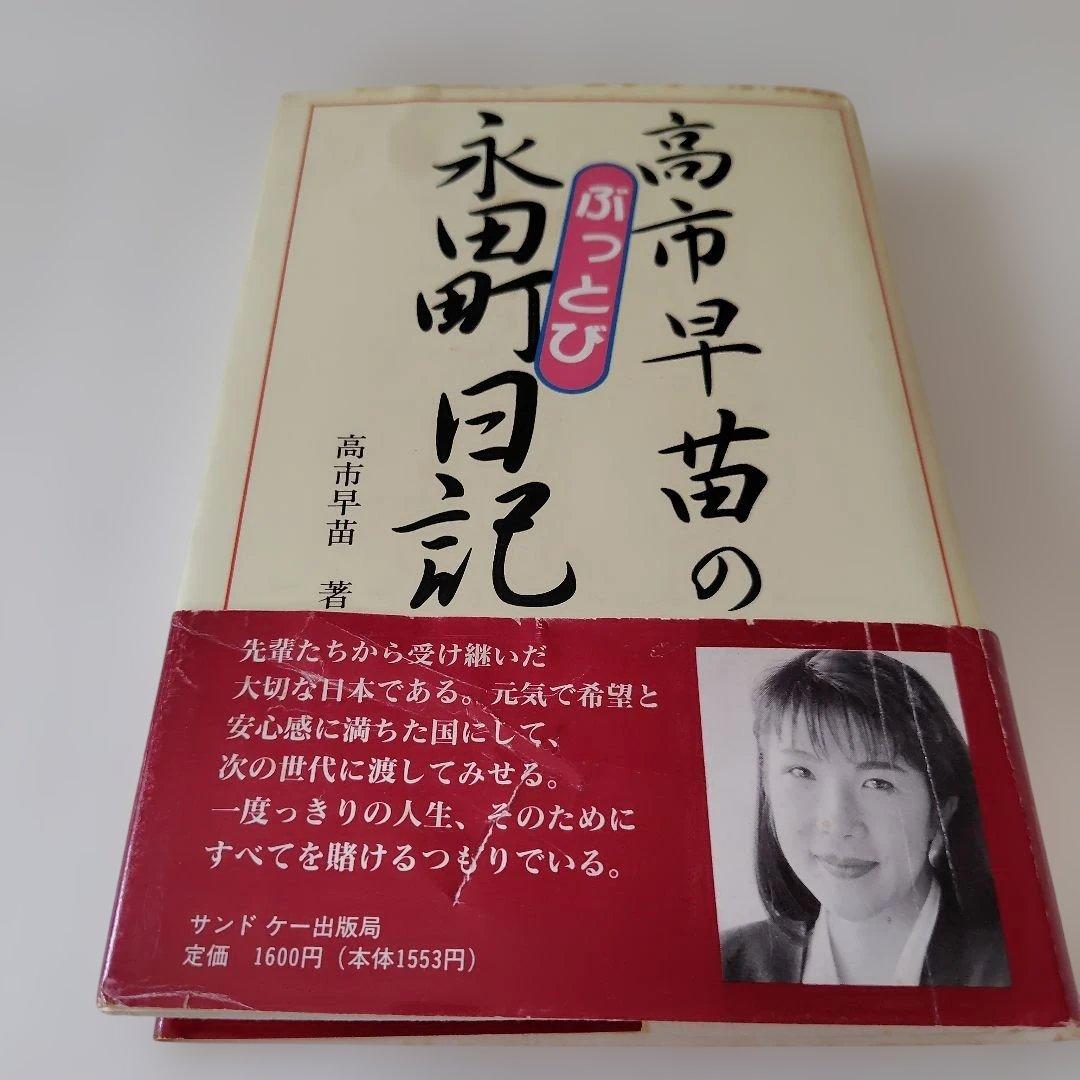 高市早苗の
ぶっとび
永田町日記
高市早苗 著
先輩たちから受け継いだ
大切な日本である。元気で希望と
安心感に満ちた国にして、
次の世代に渡してみせる。
一度っきりの人生、そのために
すべてを賭けるつもりでいる。
サンド ケー出版局
定価 1600円(本体1553円)